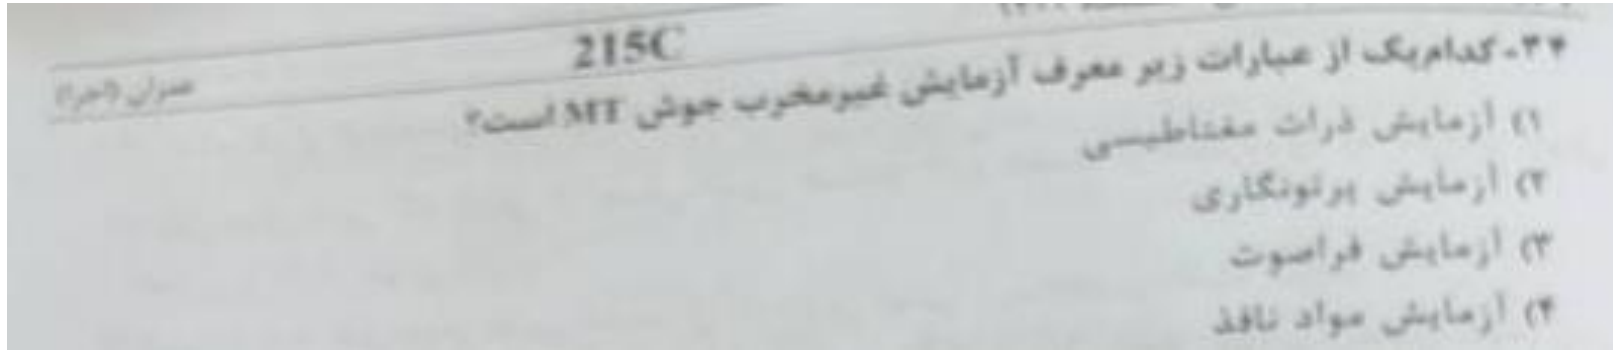 215C
عمران (اجرا)
۳۴- کدام‌یک از عبارات زیر معرف آزمایش غیرمخرب جوش MT است؟
۱) آزمایش ذرات مغناطیسی
۲) آزمایش پرتونگاری
۳) آزمایش فراصوت
۴) آزمایش مواد نافذ